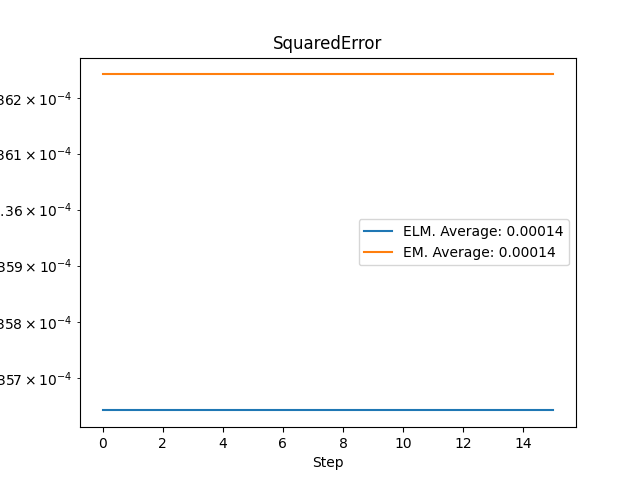 SquaredError
362 × 10⁻⁴
361 × 10⁻⁴
.36 × 10⁻⁴
359 × 10⁻⁴
358 × 10⁻⁴
357 × 10⁻⁴
ELM. Average: 0.00014
EM. Average: 0.00014
0 2 4 6 8 10 12 14
Step